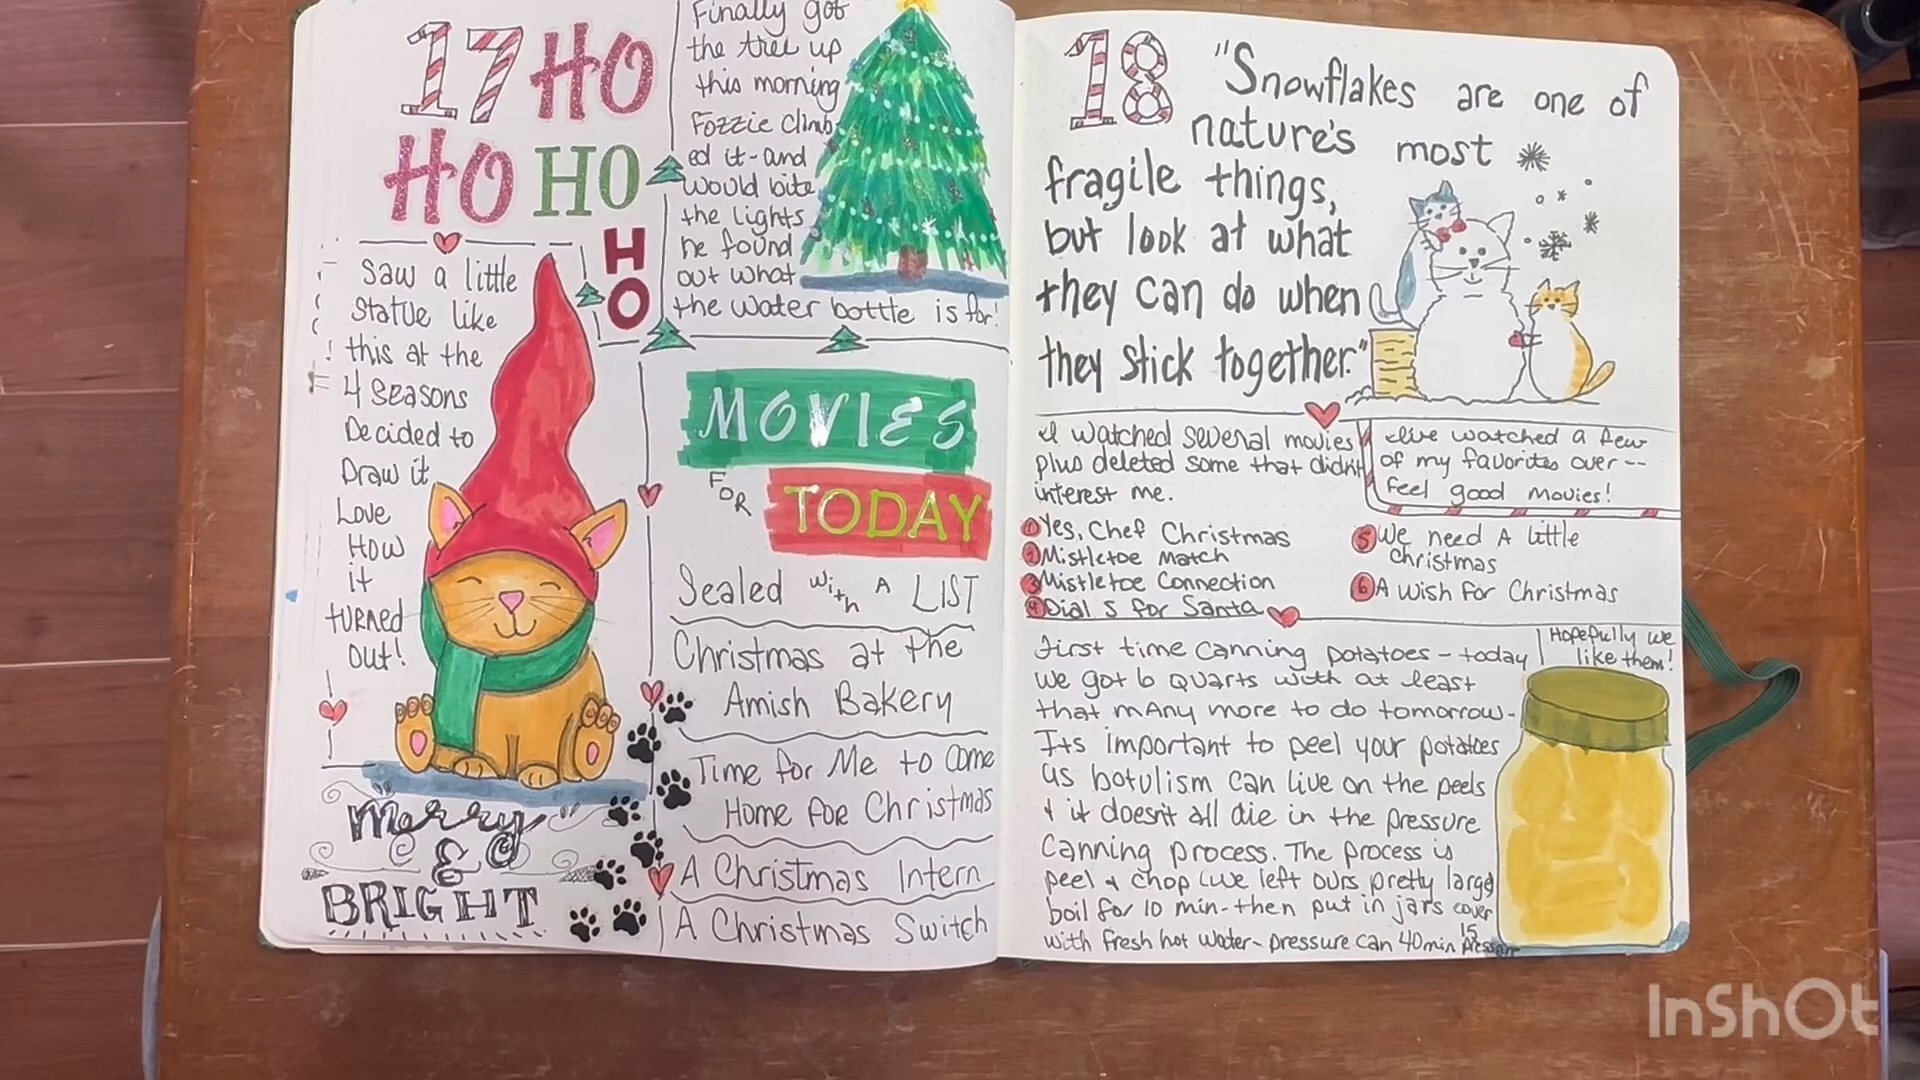 17 HO
HO HO
HO
Saw a little
Statue like
this at the
4 Seasons
Decided to
Draw it
Love
How
it
turned
out!
Merry
&
BRIGHT
Finally got
the tree up
this morning
Fozzie climb-
ed it - and
would bite
the lights
he found
out what
the water bottle is for!
MOVIES
FOR
TODAY
Sealed with A LIST
Christmas at the
Amish Bakery
Time for Me to Come
Home for Christmas
A Christmas Intern
A Christmas Switch
18 "Snowflakes are one of
nature's most
fragile things,
but look at what
they can do when
they stick together."
I watched several movies
plus deleted some that didn't
interest me.
I've watched a few
of my favorites over --
feel good movies!
1 Yes, Chef Christmas
2 Mistletoe Match
3 Mistletoe Connection
4 Dial S for Santa
5 We need A little
Christmas
6 A Wish For Christmas
First time canning potatoes - today
we got 6 quarts with at least
that many more to do tomorrow -
Its important to peel your potatoes
as botulism can live on the peels
& it doesn't all die in the pressure
Canning process. The process is
peel & chop (we left ours pretty large)
boil for 10 min - then put in jars cover
with fresh hot water - pressure can 40 min 15
Hopefully we
like them!
InShOt